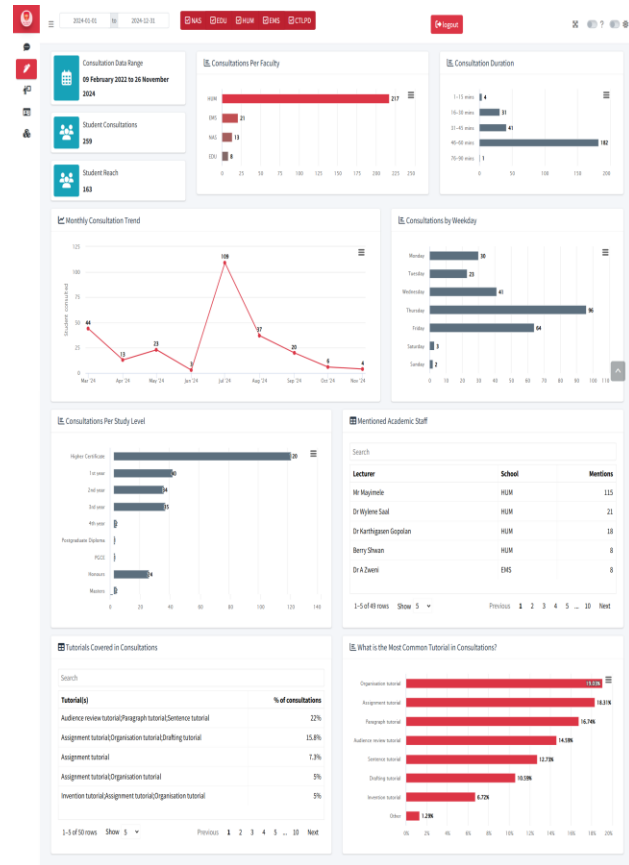 2024-01-01 to 2024-12-31 NAS EDU HUM EMS CTLPD logout ?
Consultation Data Range
09 February 2022 to 26 November
2024
Student Consultations
259
Student Reach
163
Consultations Per Faculty
HUM 217
EMS 21
NAS 13
EDU 8
0 25 50 75 100 125 150 175 200 225 250
Consultation Duration
1-15 mins 4
16-30 mins 31
31-45 mins 41
46-60 mins 182
70-90 mins 1
0 50 100 150 200
Monthly Consultation Trend
Student consulted
125
100
75
50
25
0
44 13 23 3 109 37 20 6 4
Mar '24 Apr '24 May '24 Jun '24 Jul '24 Aug '24 Sep '24 Oct '24 Nov '24
Consultations by Weekday
Monday 30
Tuesday 23
Wednesday 41
Thursday 96
Friday 64
Saturday 3
Sunday 2
0 10 20 30 40 50 60 70 80 90 100 110
Consultations Per Study Level
Higher Certificate 120
1st year 40
2nd year
3rd year
4th year
Postgraduate Diploma
PGCE
Honours
Masters
0 20 40 60 80 100 120 140
Mentioned Academic Staff
Search
Lecturer School Mentions
Mr Mayimele HUM 115
Dr Wylene Saal HUM 21
Dr Karthigasen Gopolan HUM 18
Berry Shwan HUM 8
Dr A Zweni EMS 8
1-5 of 49 rows Show 5 Previous 1 2 3 4 5 ... 10 Next
Tutorials Covered in Consultations
Search
Tutorial(s) % of consultations
Audience review tutorial;Paragraph tutorial;Sentence tutorial 22%
Assignment tutorial;Organisation tutorial;Drafting tutorial 15.8%
Assignment tutorial 7.3%
Assignment tutorial;Organisation tutorial 5%
Invention tutorial;Assignment tutorial;Organisation tutorial 5%
1-5 of 50 rows Show 5 Previous 1 2 3 4 5 ... 10 Next
What is the Most Common Tutorial in Consultations?
Organisation tutorial
Assignment tutorial 18.31%
Paragraph tutorial 16.74%
Audience review tutorial 14.59%
Sentence tutorial 12.73%
Drafting tutorial 10.59%
Invention tutorial 6.72%
Other 1.29%
0% 2% 4% 6% 8% 10% 12% 14% 16% 18% 20%